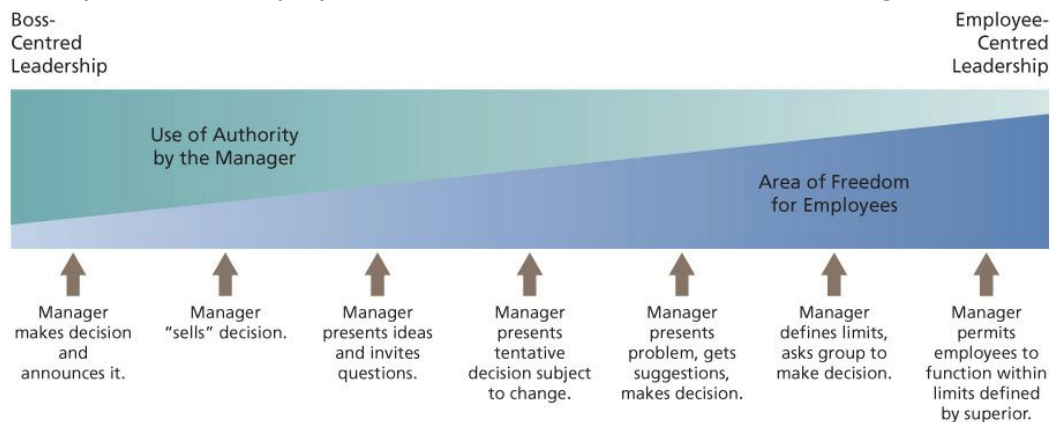 Boss-
Centred
Leadership
Employee-
Centred
Leadership
Use of Authority
by the Manager
Area of Freedom
for Employees
Manager
makes decision
and
announces it.
Manager
“sells” decision.
Manager
presents ideas
and invites
questions.
Manager
presents
tentative
decision subject
to change.
Manager
presents
problem, gets
suggestions,
makes decision.
Manager
defines limits,
asks group to
make decision.
Manager
permits
employees to
function within
limits defined
by superior.